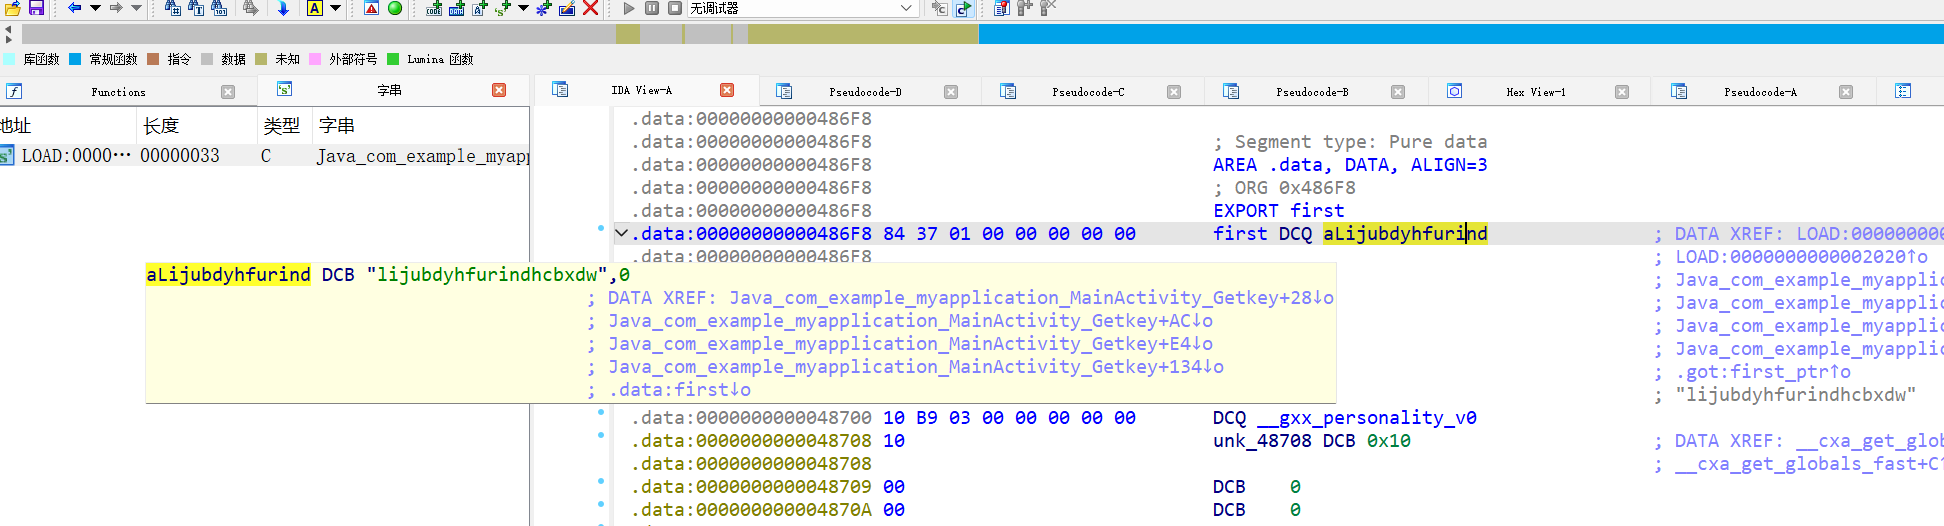 无调试器
库函数 常规函数 指令 数据 未知 外部符号 Lumina 函数
Functions 字串 IDA View-A Pseudocode-D Pseudocode-C Pseudocode-B Hex View-1 Pseudocode-A
地址 长度 类型 字串
LOAD:0000··· 00000033 C Java_com_example_myapp
.data:00000000000486F8
.data:00000000000486F8 ; Segment type: Pure data
.data:00000000000486F8 AREA .data, DATA, ALIGN=3
.data:00000000000486F8 ; ORG 0x486F8
.data:00000000000486F8 EXPORT first
.data:00000000000486F8 84 37 01 00 00 00 00 00 first DCQ aLijubdyhfurind ; DATA XREF: LOAD:000000000
.data:00000000000486F8 ; LOAD:0000000000002020↑o
aLijubdyhfurind DCB "lijubdyhfurindhcbxdw",0 ; Java_com_example_myapplic
; DATA XREF: Java_com_example_myapplication_MainActivity_Getkey+28↓o ; Java_com_example_myapplic
; Java_com_example_myapplication_MainActivity_Getkey+AC↓o ; Java_com_example_myapplic
; Java_com_example_myapplication_MainActivity_Getkey+E4↓o ; Java_com_example_myapplic
; Java_com_example_myapplication_MainActivity_Getkey+134↓o ; .got:first_ptr↑o
; .data:first↓o ; "lijubdyhfurindhcbxdw"
.data:0000000000048700 10 B9 03 00 00 00 00 00 DCQ __gxx_personality_v0
.data:0000000000048708 10 unk_48708 DCB 0x10 ; DATA XREF: __cxa_get_glob
.data:0000000000048708 ; __cxa_get_globals_fast+C↑
.data:0000000000048709 00 DCB 0
.data:000000000004870A 00 DCB 0